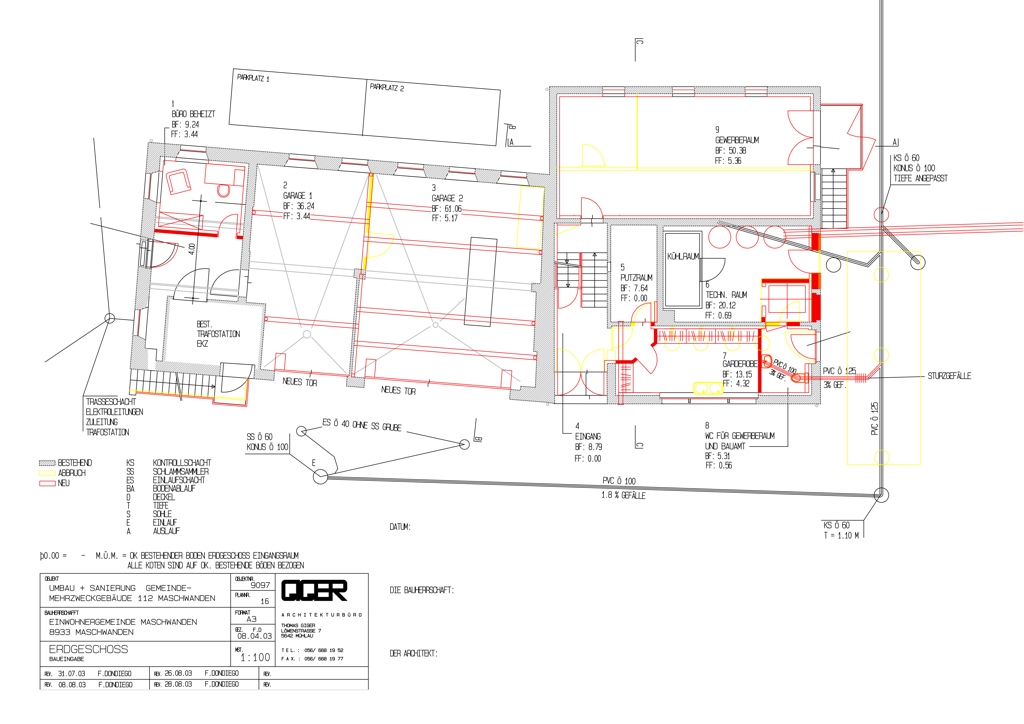 PARKPLATZ 1
PARKPLATZ 2
1
BÜRO BEHEIZT
BF: 9.24
FF: 3.44
2
GARAGE 1
BF: 36.24
FF: 3.44
3
GARAGE 2
BF: 61.06
FF: 5.17
9
GEWERBERAUM
BF: 50.38
FF: 5.36
A
A
B
B
C
C
KS Ö 60
KONUS Ö 100
TIEFE ANGEPASST
4.00
BEST.
TRAFOSTATION
EKZ
5
PUTZRAUM
BF: 7.64
FF: 0.00
KÜHLRAUM
6
TECHN. RAUM
BF: 20.12
FF: 0.69
7
GARDEROBE
BF: 13.15
FF: 4.32
PVC Ö 100
3% GEF.
PVC Ö 125
3% GEF.
PVC Ö 125
STURZGEFÄLLE
NEUES TOR
NEUES TOR
TRASSESCHACHT
ELEKTROLEITUNGEN
ZULEITUNG
TRAFOSTATION
ES Ö 40 OHNE SS GRUBE
SS Ö 60
KONUS Ö 100
E
4
EINGANG
BF: 8.79
FF: 0.00
8
WC FÜR GEWERBERAUM
UND BAUAMT
BF: 5.31
FF: 0.56
PVC Ö 100
1.8 % GEFÄLLE
KS Ö 60
T = 1.10 M
BESTEHEND
ABBRUCH
NEU
KS KONTROLLSCHACHT
SS SCHLAMMSAMMLER
ES EINLAUFSCHACHT
BA BODENABLAUF
D DECKEL
T TIEFE
S SOHLE
E EINLAUF
A AUSLAUF
DATUM:
þ0.00 = - M.Ü.M. = OK BESTEHENDER BODEN ERDGESCHOSS EINGANGSRAUM
ALLE KOTEN SIND AUF OK. BESTEHENDE BÖDEN BEZOGEN
DIE BAUHERRSCHAFT:
DER ARCHITEKT:
OBJEKT
UMBAU + SANIERUNG GEMEINDE-
MEHRZWECKGEBÄUDE 112 MASCHWANDEN
OBJEKTNR.
9097
PLANNR.
16
BAUHERRSCHAFFT
EINWOHNERGEMEINDE MASCHWANDEN
8933 MASCHWANDEN
FORMAT
A3
GEZ. F.D
08.04.03
ERDGESCHOSS
BAUEINGABE
MST.
1:100
GIGER
ARCHITEKTURBÜRO
THOMAS GIGER
LÖWENSTRASSE 7
5642 MÜHLAU
TEL.: 056/ 668 19 52
FAX.: 056/ 668 19 77
REV. 31.07.03 F.DONDIEGO
REV. 26.08.03 F.DONDIEGO
REV.
REV. 08.08.03 F.DONDIEGO
REV. 28.08.03 F.DONDIEGO
REV.